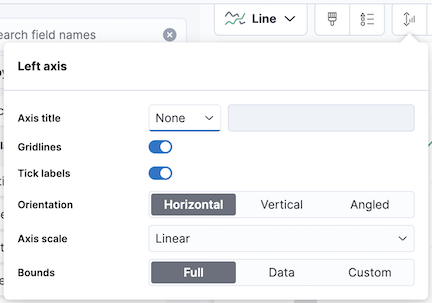 earch field names
Line
Left axis
Axis title
None
Gridlines
Tick labels
Orientation
Horizontal
Vertical
Angled
Axis scale
Linear
Bounds
Full
Data
Custom